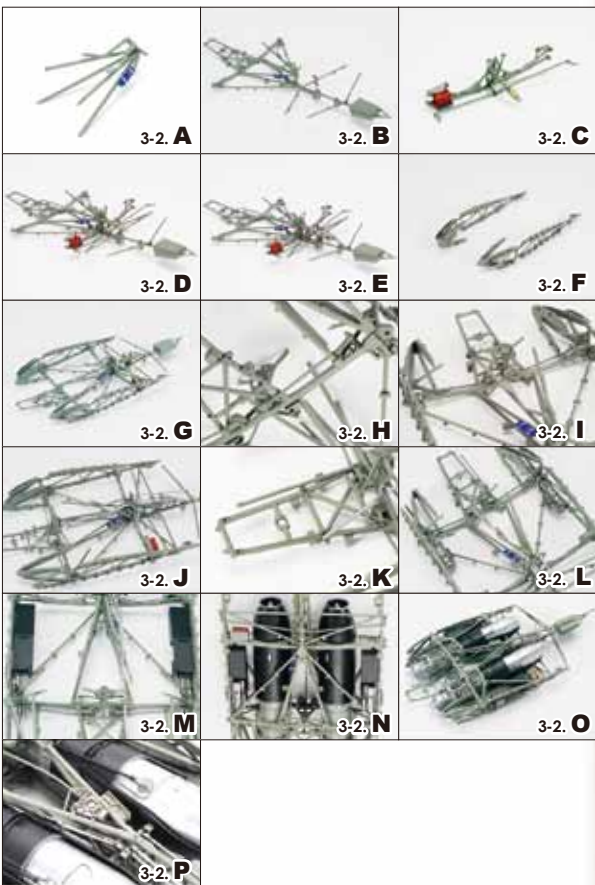 3-2. A
3-2. B
3-2. C
3-2. D
3-2. E
3-2. F
3-2. G
3-2. H
3-2. I
3-2. J
3-2. K
3-2. L
3-2. M
3-2. N
3-2. O
3-2. P